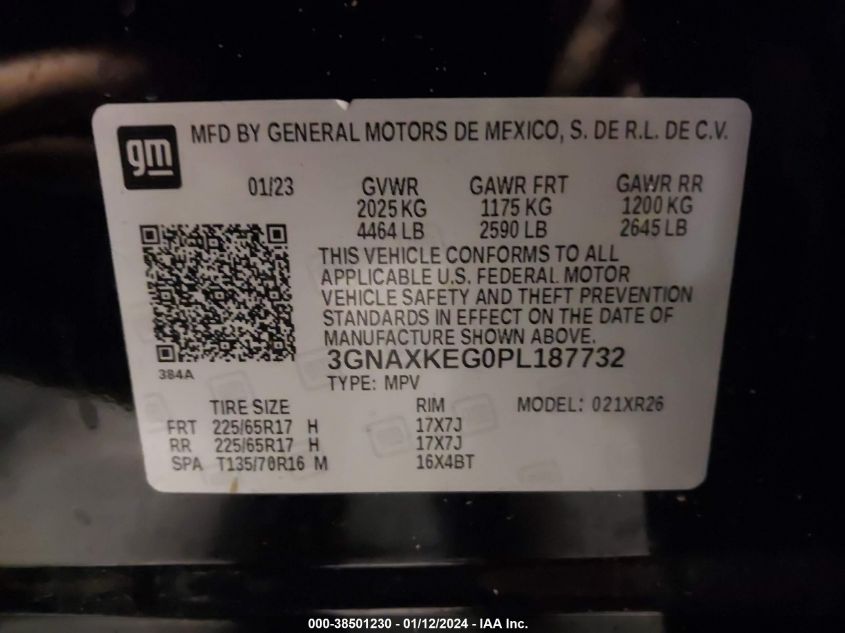 gm
MFD BY GENERAL MOTORS DE MEXICO, S. DE R.L. DE C.V.
01/23 GVWR GAWR FRT GAWR RR
2025 KG 1175 KG 1200 KG
4464 LB 2590 LB 2645 LB
THIS VEHICLE CONFORMS TO ALL
APPLICABLE U.S. FEDERAL MOTOR
VEHICLE SAFETY AND THEFT PREVENTION
STANDARDS IN EFFECT ON THE DATE OF
MANUFACTURE SHOWN ABOVE.
3GNAXKEG0PL187732
384A
TYPE: MPV
TIRE SIZE RIM MODEL: 021XR26
FRT 225/65R17 H 17X7J
RR 225/65R17 H 17X7J
SPA T135/70R16 M 16X4BT
000-38501230 - 01/12/2024 - IAA Inc.